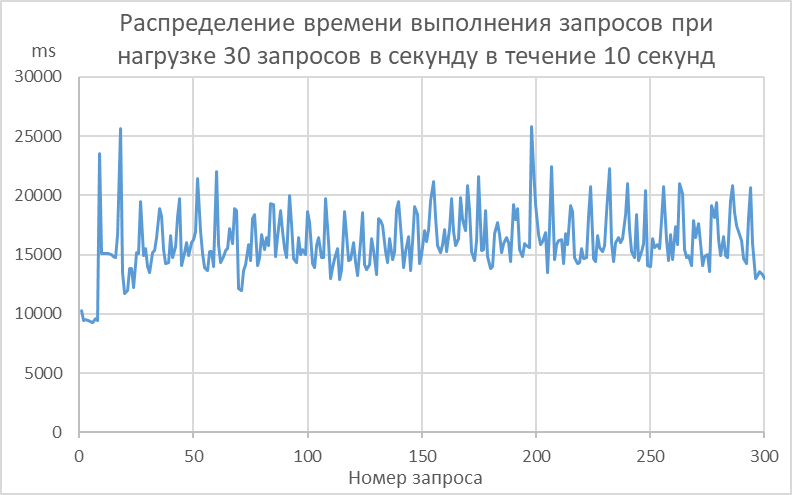 Распределение времени выполнения запросов при
нагрузке 30 запросов в секунду в течение 10 секунд
ms
30000
25000
20000
15000
10000
5000
0
0 50 100 150 200 250 300
Номер запроса